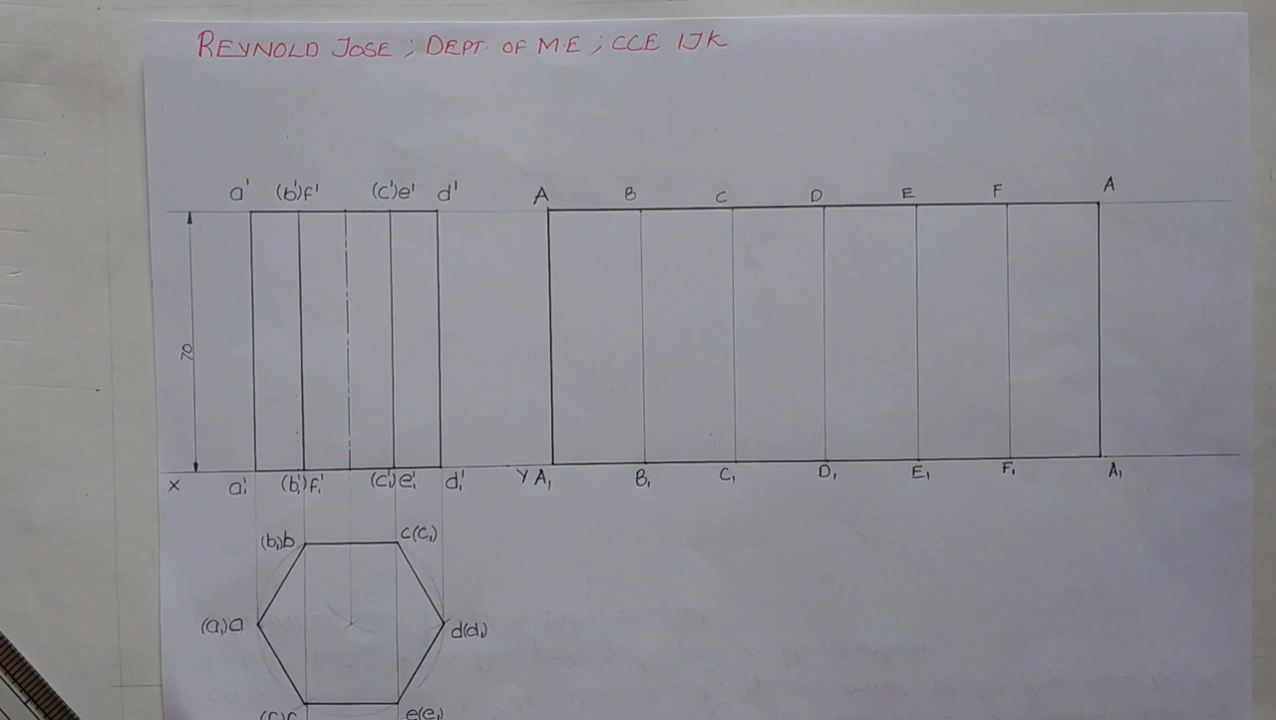 REYNOLD JOSE ; DEPT. OF M.E ; CCE IJK
a' (b')f' (c')e' d' A B C D E F A
70
X a₁' (b₁')f₁' (c₁')e₁' d₁' Y A₁ B₁ C₁ D₁ E₁ F₁ A₁
(b₁)b c(c₁)
(a₁)a d(d₁)
e(e₁)